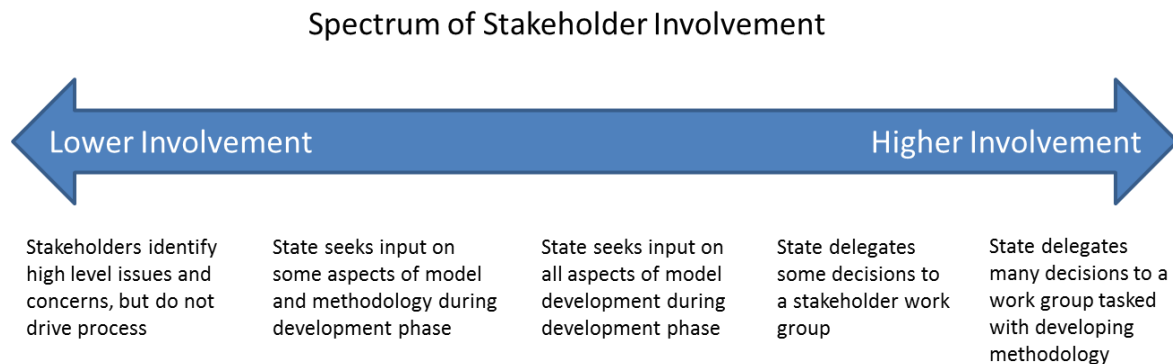 Spectrum of Stakeholder Involvement
Lower Involvement
Higher Involvement
Stakeholders identify
high level issues and
concerns, but do not
drive process
State seeks input on
some aspects of model
and methodology during
development phase
State seeks input on
all aspects of model
development during
development phase
State delegates
some decisions to
a stakeholder work
group
State delegates
many decisions to a
work group tasked
with developing
methodology